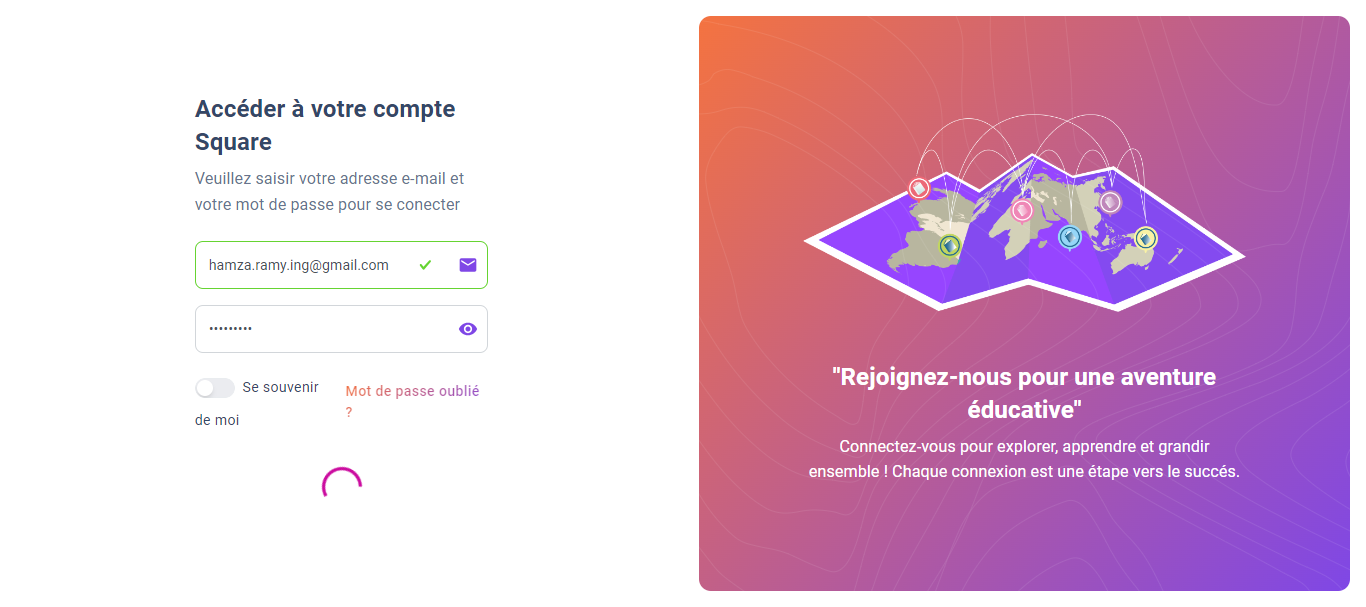 Accéder à votre compte
Square
Veuillez saisir votre adresse e-mail et
votre mot de passe pour se conecter
hamza.ramy.ing@gmail.com
•••••••••
Se souvenir
de moi
Mot de passe oublié
?
"Rejoignez-nous pour une aventure
éducative"
Connectez-vous pour explorer, apprendre et grandir
ensemble ! Chaque connexion est une étape vers le succés.